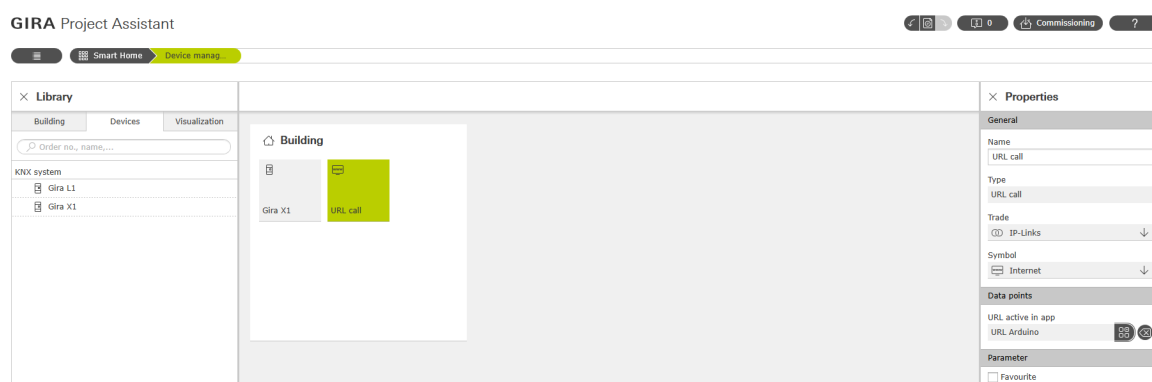 GIRA Project Assistant
0
Commissioning
?
Smart Home
Device manag...
Library
Building
Devices
Visualization
Order no., name,...
KNX system
Gira L1
Gira X1
Building
Gira X1
URL call
Properties
General
Name
URL call
Type
URL call
Trade
IP-Links
Symbol
Internet
Data points
URL active in app
URL Arduino
Parameter
Favourite